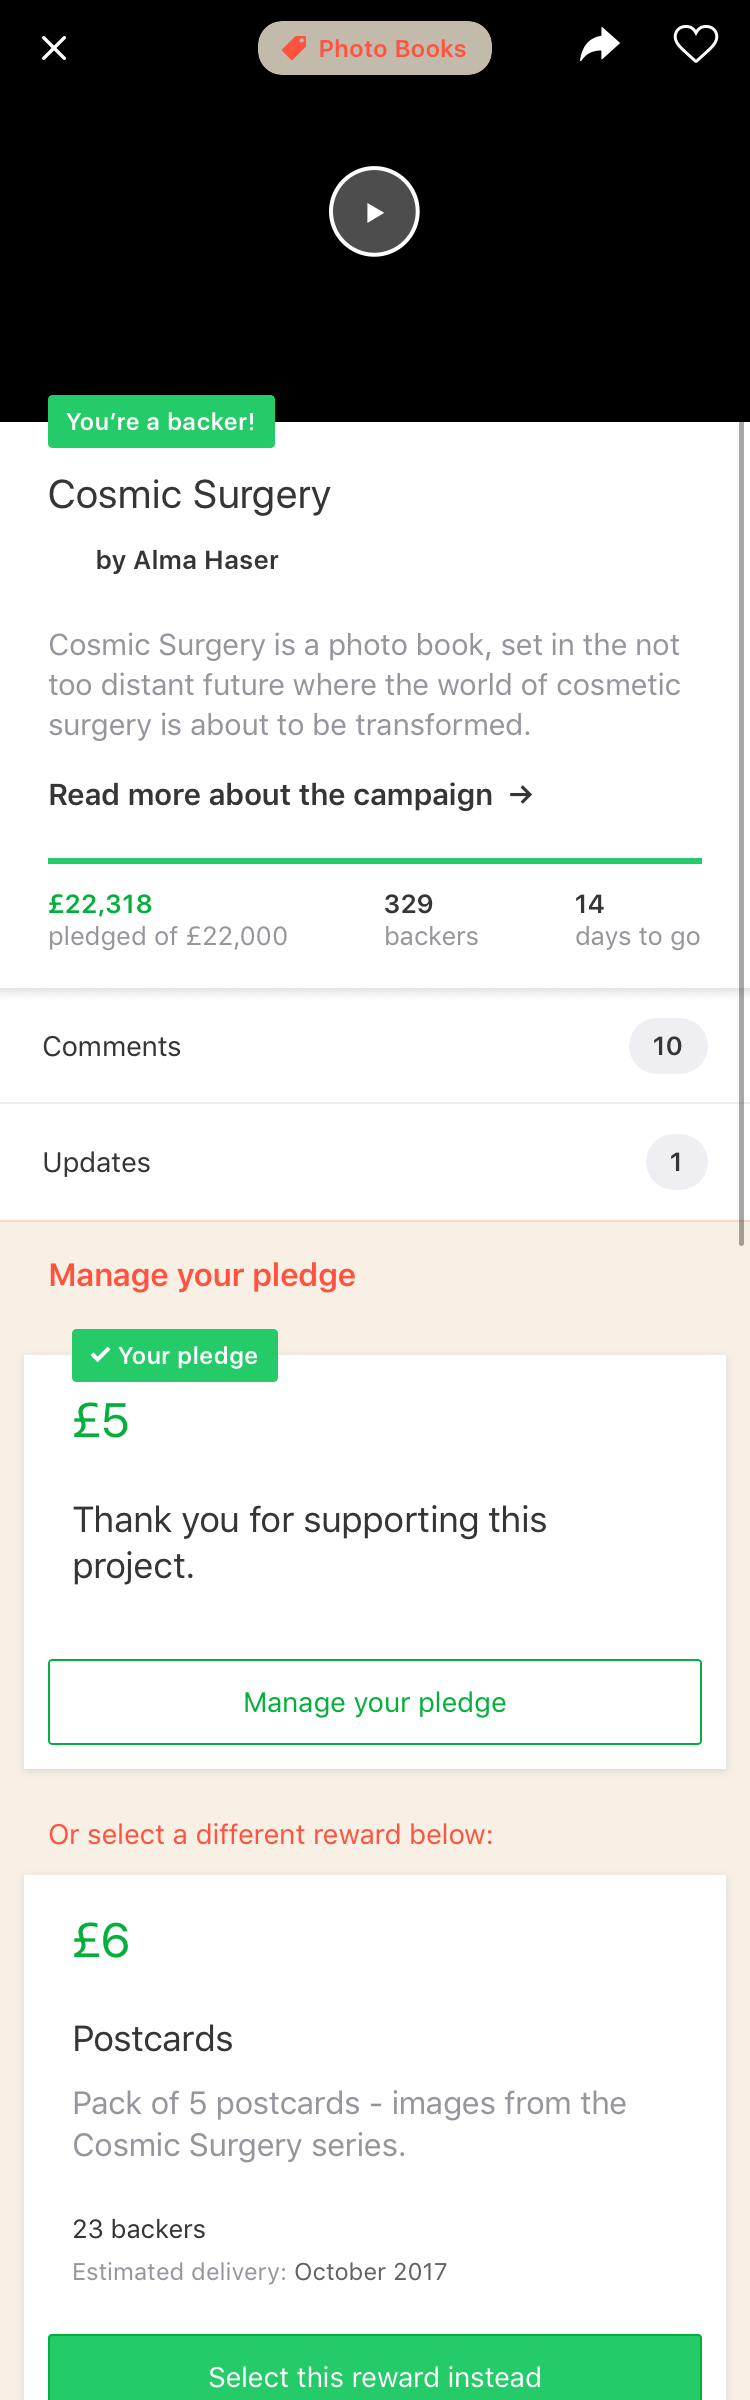 Photo Books
You’re a backer!
Cosmic Surgery
by Alma Haser
Cosmic Surgery is a photo book, set in the not
too distant future where the world of cosmetic
surgery is about to be transformed.
Read more about the campaign →
£22,318
pledged of £22,000
329
backers
14
days to go
Comments
10
Updates
1
Manage your pledge
Your pledge
£5
Thank you for supporting this
project.
Manage your pledge
Or select a different reward below:
£6
Postcards
Pack of 5 postcards - images from the
Cosmic Surgery series.
23 backers
Estimated delivery: October 2017
Select this reward instead